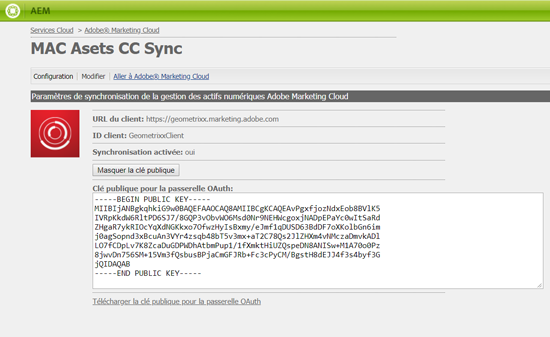 AEM
Services Cloud > Adobe® Marketing Cloud
MAC Asets CC Sync
Configuration Modifier Aller à Adobe® Marketing Cloud
Paramètres de synchronisation de la gestion des actifs numériques Adobe Marketing Cloud
URL du client: https://geometrixx.marketing.adobe.com
ID client: GeometrixxClient
Synchronisation activée: oui
Masquer la clé publique
Clé publique pour la passerelle OAuth:
-----BEGIN PUBLIC KEY-----
MIIBIjANBgkqhkiG9w0BAQEFAAOCAQ8AMIIBCgKCAQEAvPgxfjozNdxEob8BVlK5
IVRpKkdW6RltPD6SJ7/8GQP3vObvWO6Msd0Nr9NEHWcgoxjNADpEPaYc0wItSaRd
ZHgaR7ykRIOcYqXdNGKkxo7OfwzHyIsBxmy/eJmf1qDUSD63BdDF7oXKolbGn6im
j0agSopnd3xBcuAn3VYr4zsqb48bT5v3mx+aT2C78Qs2JlZHXm4vNMczaDmvkADl
LO7fCDpLv7K8ZcaDuGDPWDhAtbmPup1/1fXmktHiUZQspeDN8ANISw+M1A70o0Pz
8jwvDn756SM+15Vm3fQsbusBPjaCmGFJRb+Fc3cPyCM/BgstH8dEJJ4f3s4byf3G
jQIDAQAB
-----END PUBLIC KEY-----
Télécharger la clé publique pour la passerelle OAuth